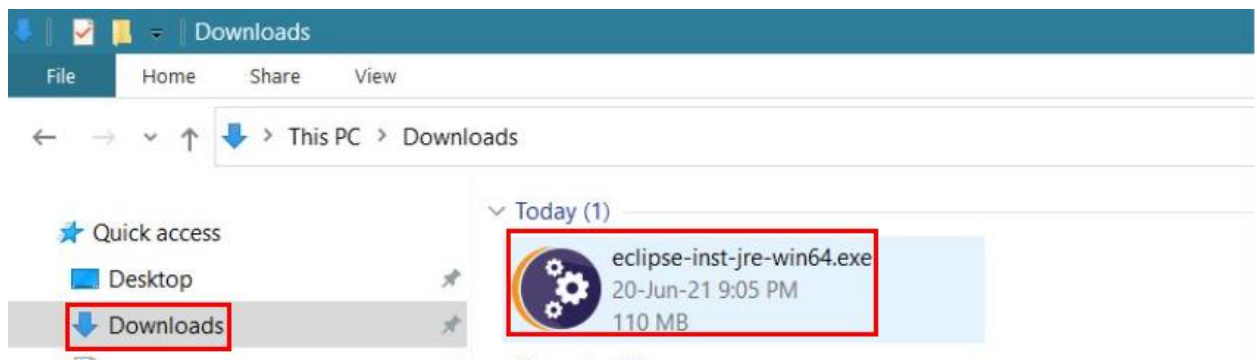 Downloads
File Home Share View
This PC > Downloads
Today (1)
Quick access
eclipse-inst-jre-win64.exe
Desktop
20-Jun-21 9:05 PM
Downloads
110 MB